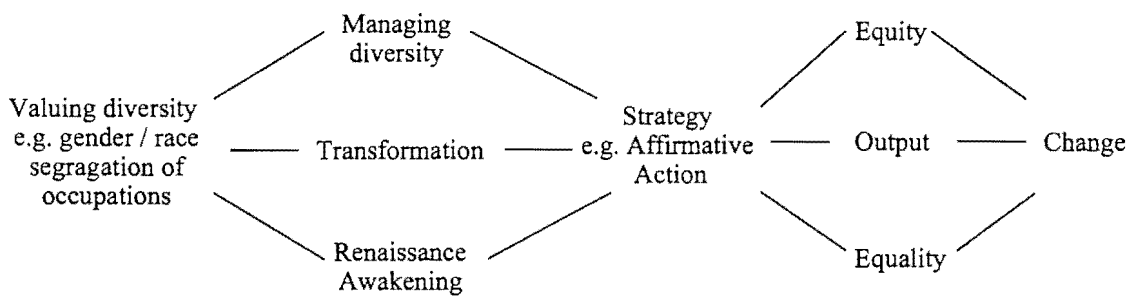 Managing
diversity
Equity
Valuing diversity
e.g. gender / race
segragation of
occupations
Transformation
Strategy
e.g. Affirmative
Action
Output
Change
Renaissance
Awakening
Equality